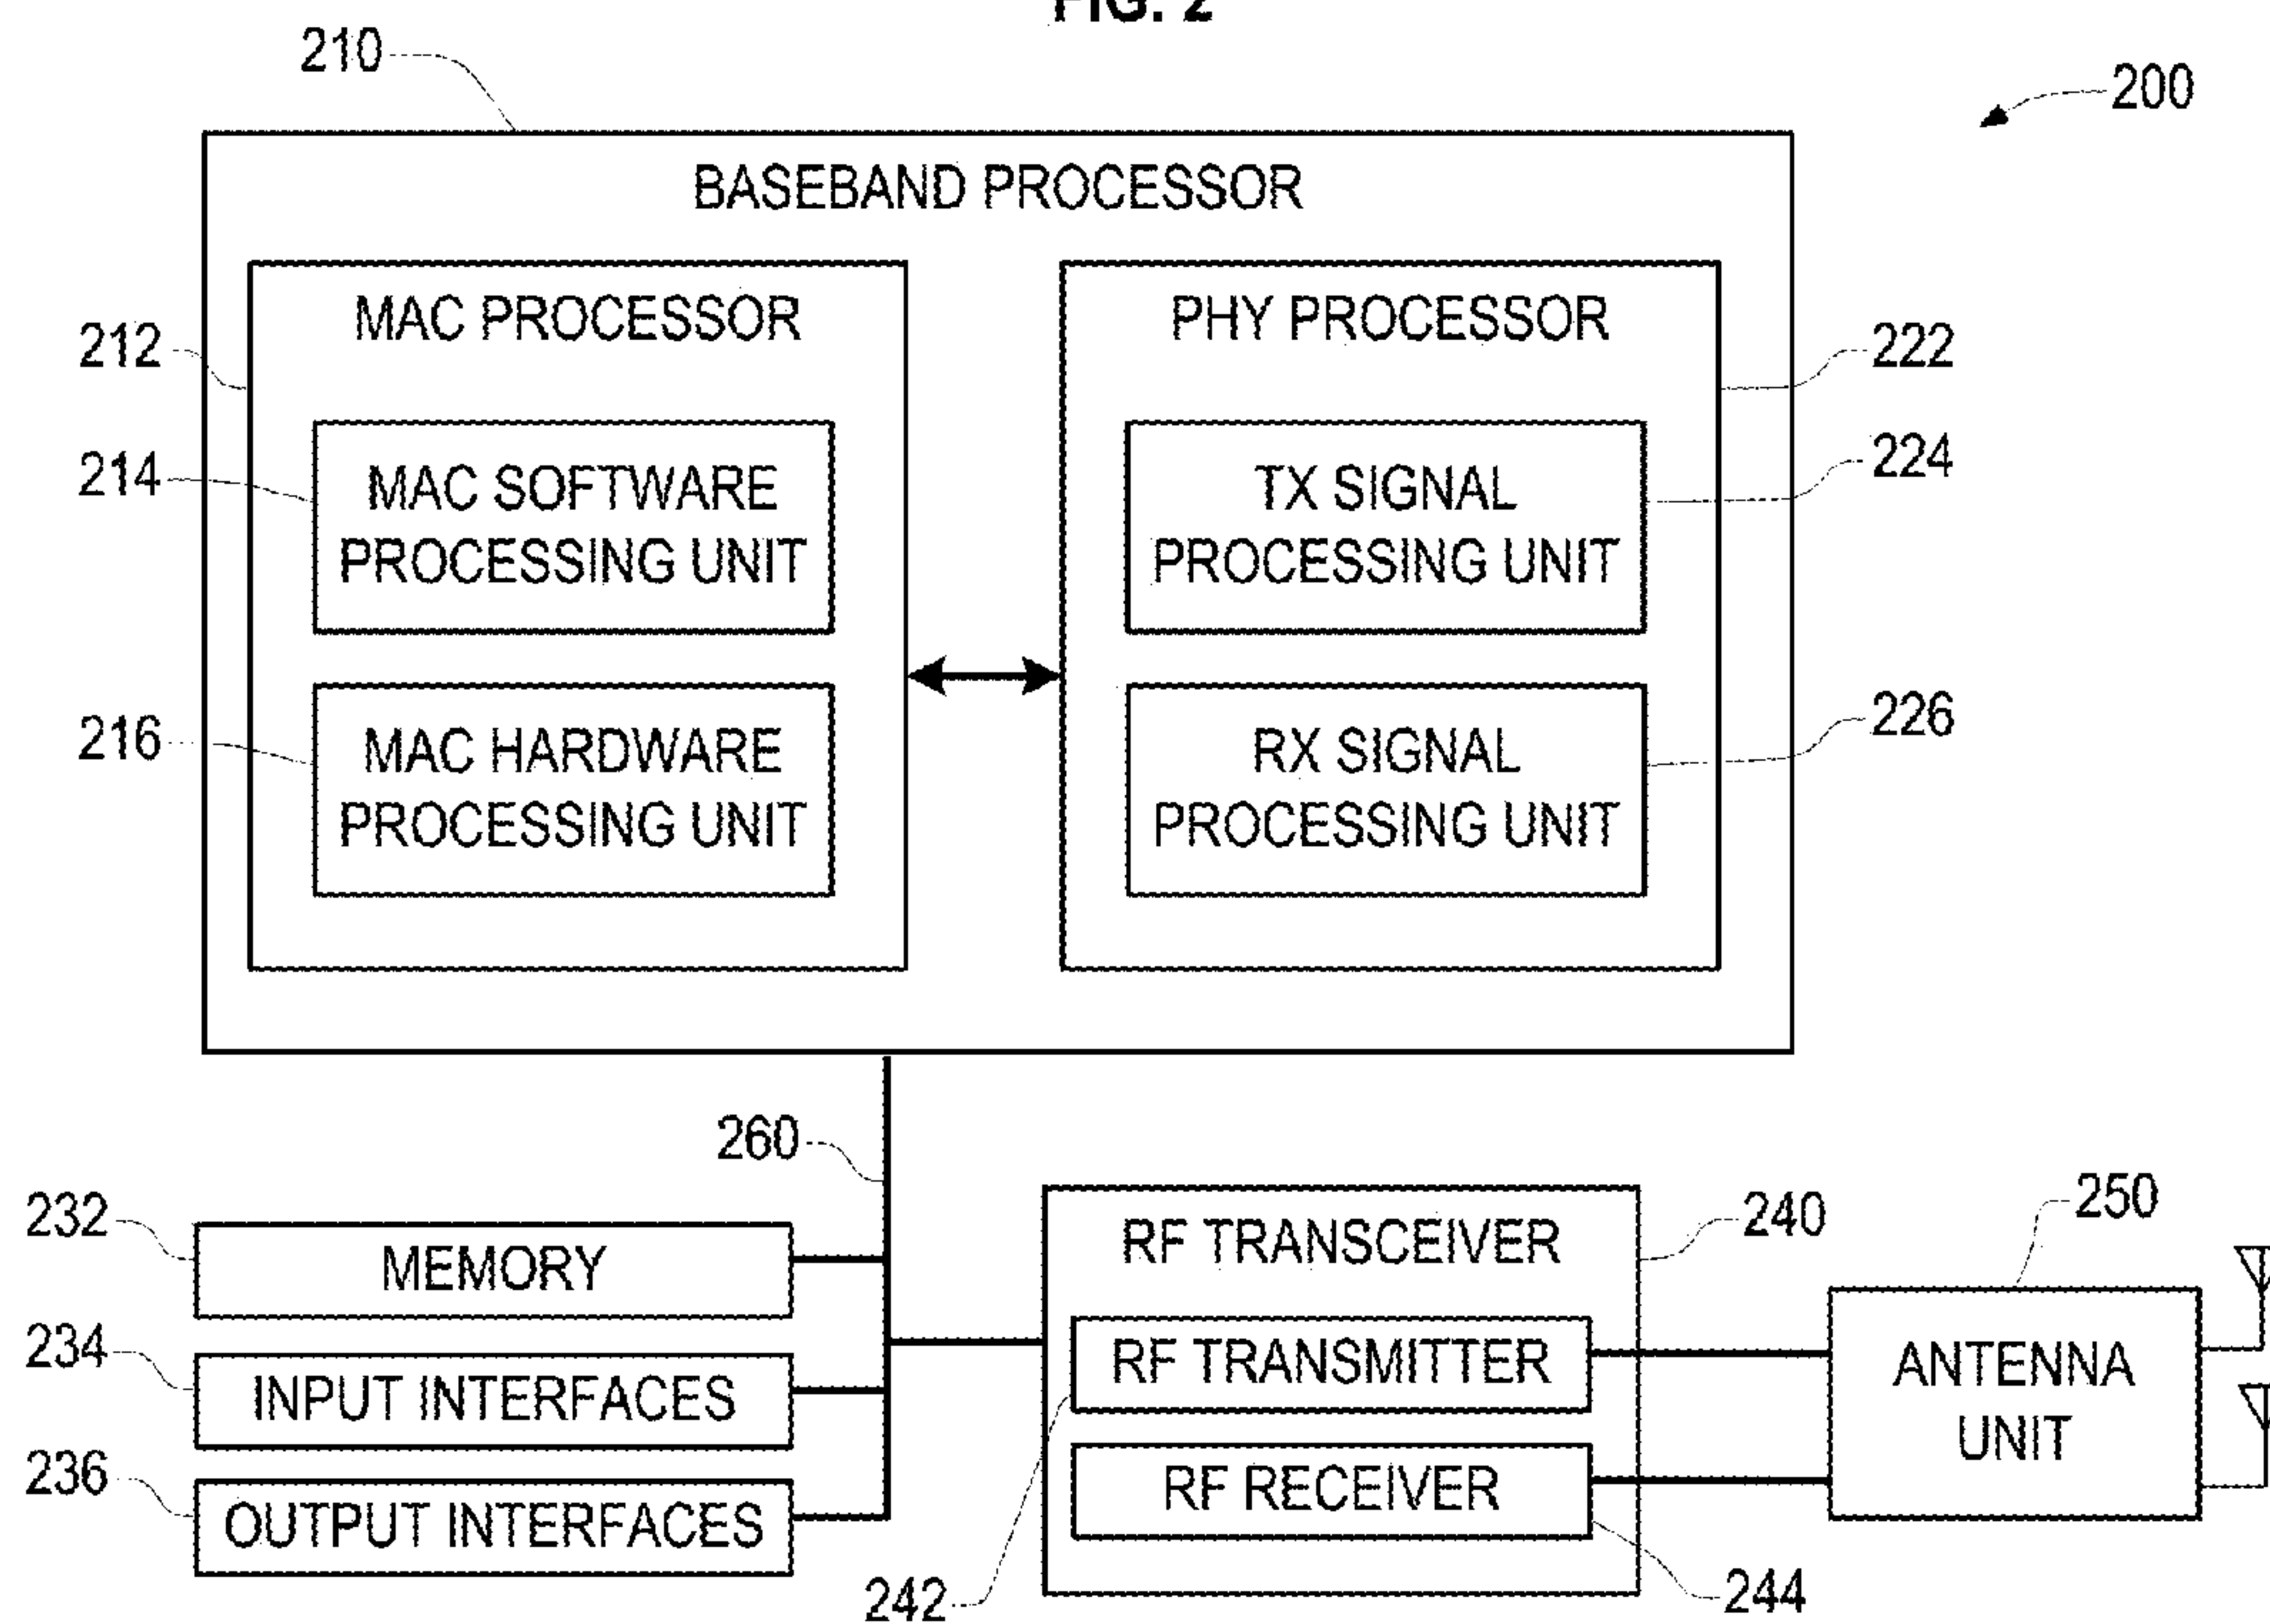 FIG. 2
210
200
BASEBAND PROCESSOR
MAC PROCESSOR
PHY PROCESSOR
212
222
214
MAC SOFTWARE
PROCESSING UNIT
TX SIGNAL
PROCESSING UNIT
224
216
MAC HARDWARE
PROCESSING UNIT
RX SIGNAL
PROCESSING UNIT
226
260
232
MEMORY
234
INPUT INTERFACES
236
OUTPUT INTERFACES
RF TRANSCEIVER
240
250
RF TRANSMITTER
RF RECEIVER
242
244
ANTENNA
UNIT